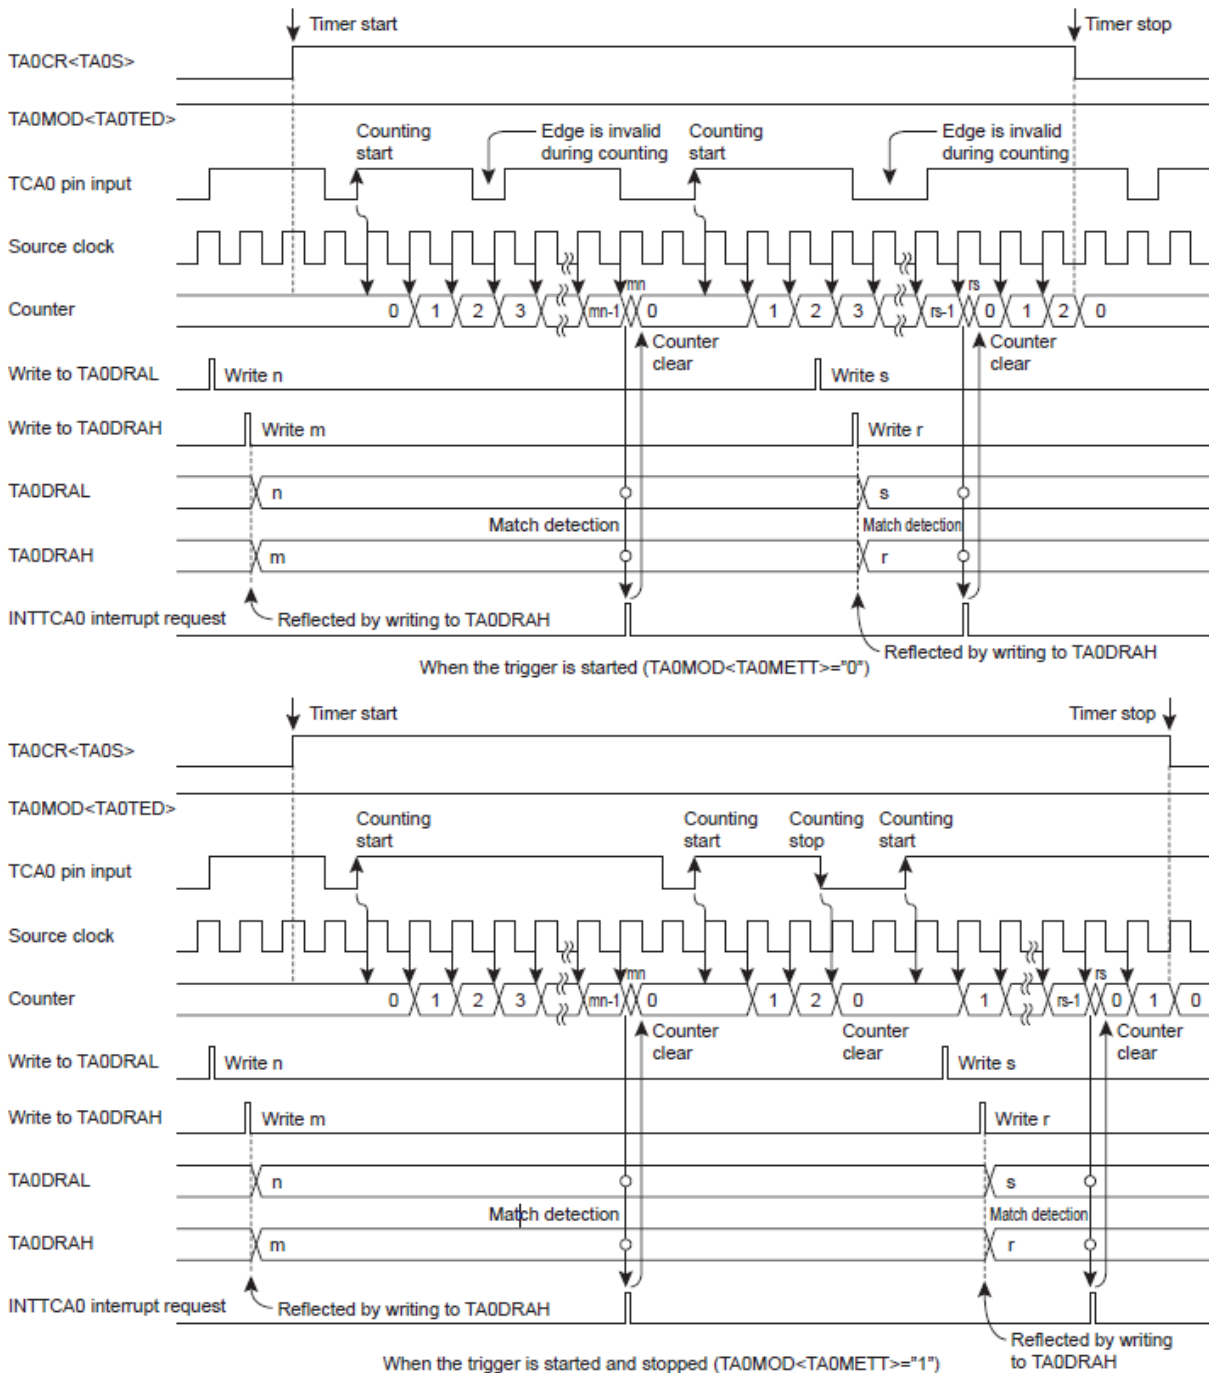 Timer start
Timer stop
TA0CR<TA0S>
TA0MOD<TA0TED>
Counting
start
Edge is invalid
during counting
Counting
start
Edge is invalid
during counting
TCA0 pin input
Source clock
mn
rs
Counter
0 1 2 3 mn-1 0 1 2 3 rs-1 0 1 2 0
Counter
clear
Counter
clear
Write to TA0DRAL
Write n
Write s
Write to TA0DRAH
Write m
Write r
TA0DRAL
n
s
Match detection
Match detection
TA0DRAH
m
r
INTTCA0 interrupt request
Reflected by writing to TA0DRAH
Reflected by writing to TA0DRAH
When the trigger is started (TA0MOD<TA0METT>="0")
Timer start
Timer stop
TA0CR<TA0S>
TA0MOD<TA0TED>
Counting
start
Counting
start
Counting
stop
Counting
start
TCA0 pin input
Source clock
mn
rs
Counter
0 1 2 3 mn-1 0 1 2 0 1 rs-1 0 1 0
Counter
clear
Counter
clear
Counter
clear
Write to TA0DRAL
Write n
Write s
Write to TA0DRAH
Write m
Write r
TA0DRAL
n
s
Match detection
Match detection
TA0DRAH
m
r
INTTCA0 interrupt request
Reflected by writing to TA0DRAH
Reflected by writing
to TA0DRAH
When the trigger is started and stopped (TA0MOD<TA0METT>="1")